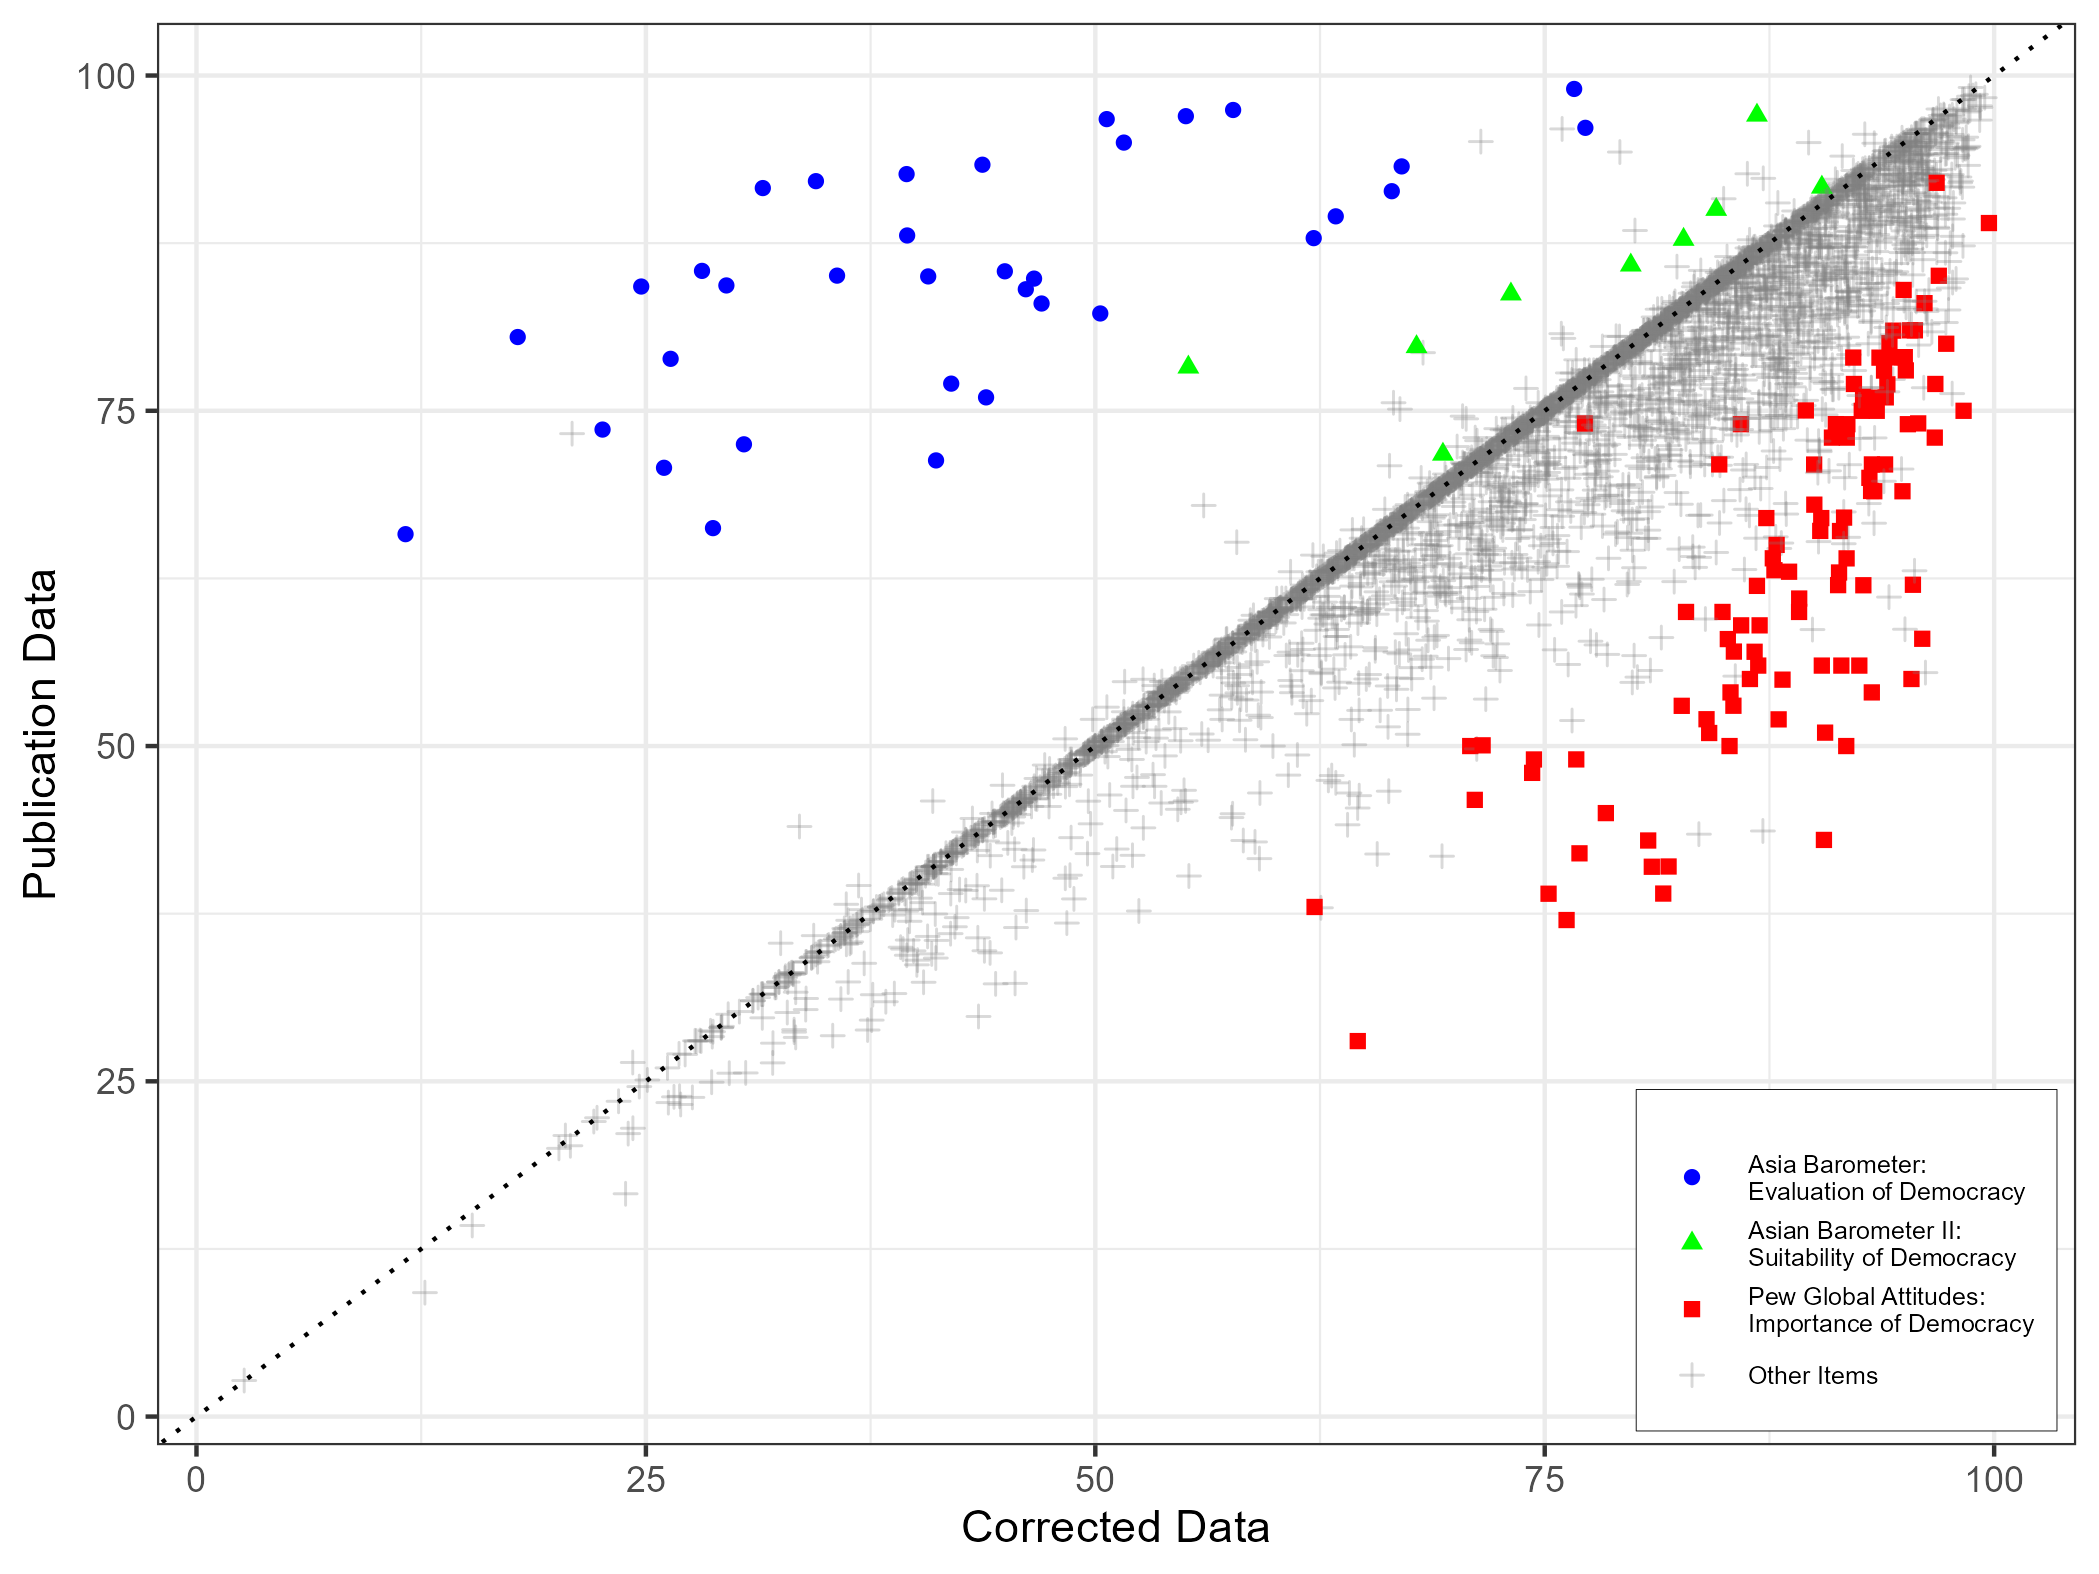 Publication Data
100
75
50
25
0
0
25
50
75
100
Corrected Data
Asia Barometer:
Evaluation of Democracy
Asian Barometer II:
Suitability of Democracy
Pew Global Attitudes:
Importance of Democracy
Other Items